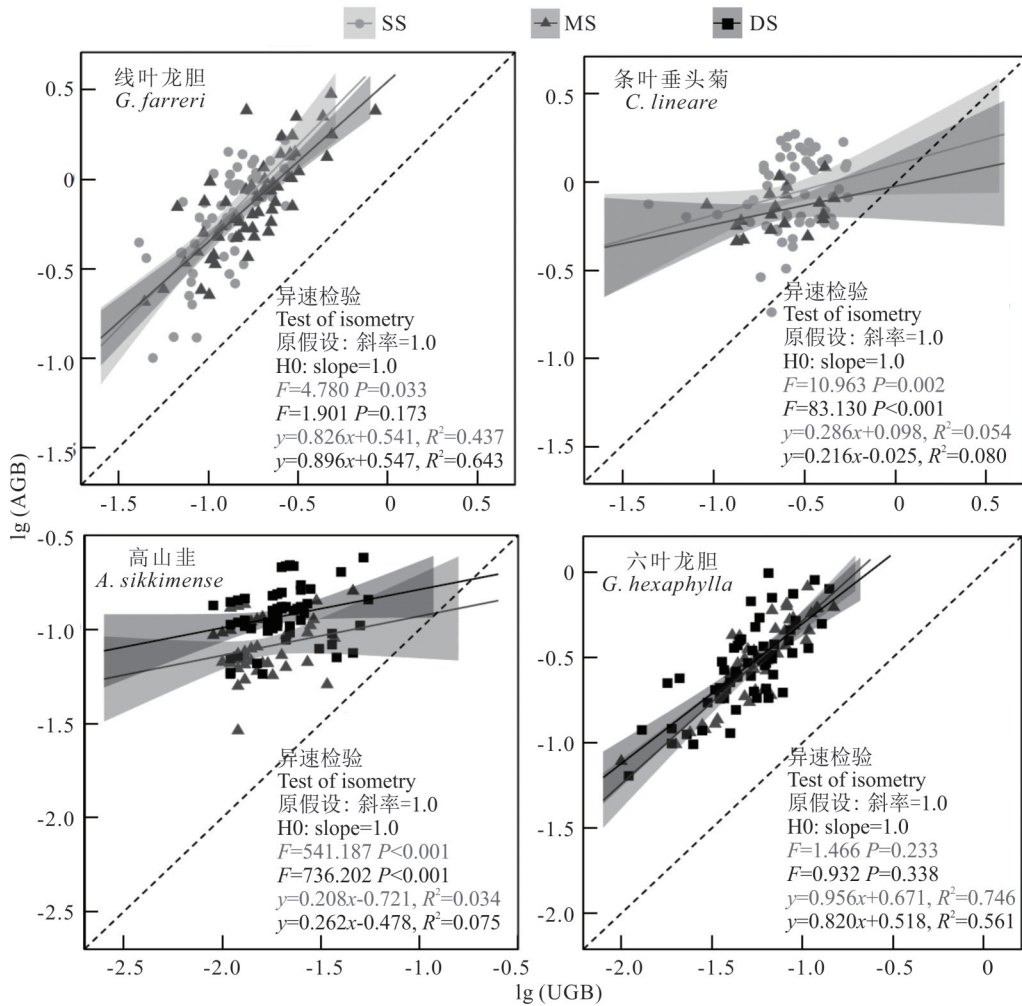 SS MS DS
线叶龙胆
G. farreri
0.5
0
-0.5
-1.0
-1.5
异速检验
Test of isometry
原假设: 斜率=1.0
H0: slope=1.0
F=4.780 P=0.033
F=1.901 P=0.173
y=0.826x+0.541, R²=0.437
y=0.896x+0.547, R²=0.643
-1.5 -1.0 -0.5 0 0.5
条叶垂头菊
C. lineare
0.5
0
-0.5
-1.0
-1.5
异速检验
Test of isometry
原假设: 斜率=1.0
H0: slope=1.0
F=10.963 P=0.002
F=83.130 P<0.001
y=0.286x+0.098, R²=0.054
y=0.216x-0.025, R²=0.080
-1.5 -1.0 -0.5 0 0.5
lg (AGB)
高山韭
A. sikkimense
-0.5
-1.0
-1.5
-2.0
-2.5
异速检验
Test of isometry
原假设: 斜率=1.0
H0: slope=1.0
F=541.187 P<0.001
F=736.202 P<0.001
y=0.208x-0.721, R²=0.034
y=0.262x-0.478, R²=0.075
-2.5 -2.0 -1.5 -1.0 -0.5
六叶龙胆
G. hexaphylla
0
-0.5
-1.0
-1.5
-2.0
异速检验
Test of isometry
原假设: 斜率=1.0
H0: slope=1.0
F=1.466 P=0.233
F=0.932 P=0.338
y=0.956x+0.671, R²=0.746
y=0.820x+0.518, R²=0.561
-2.0 -1.5 -1.0 -0.5 0
lg (UGB)